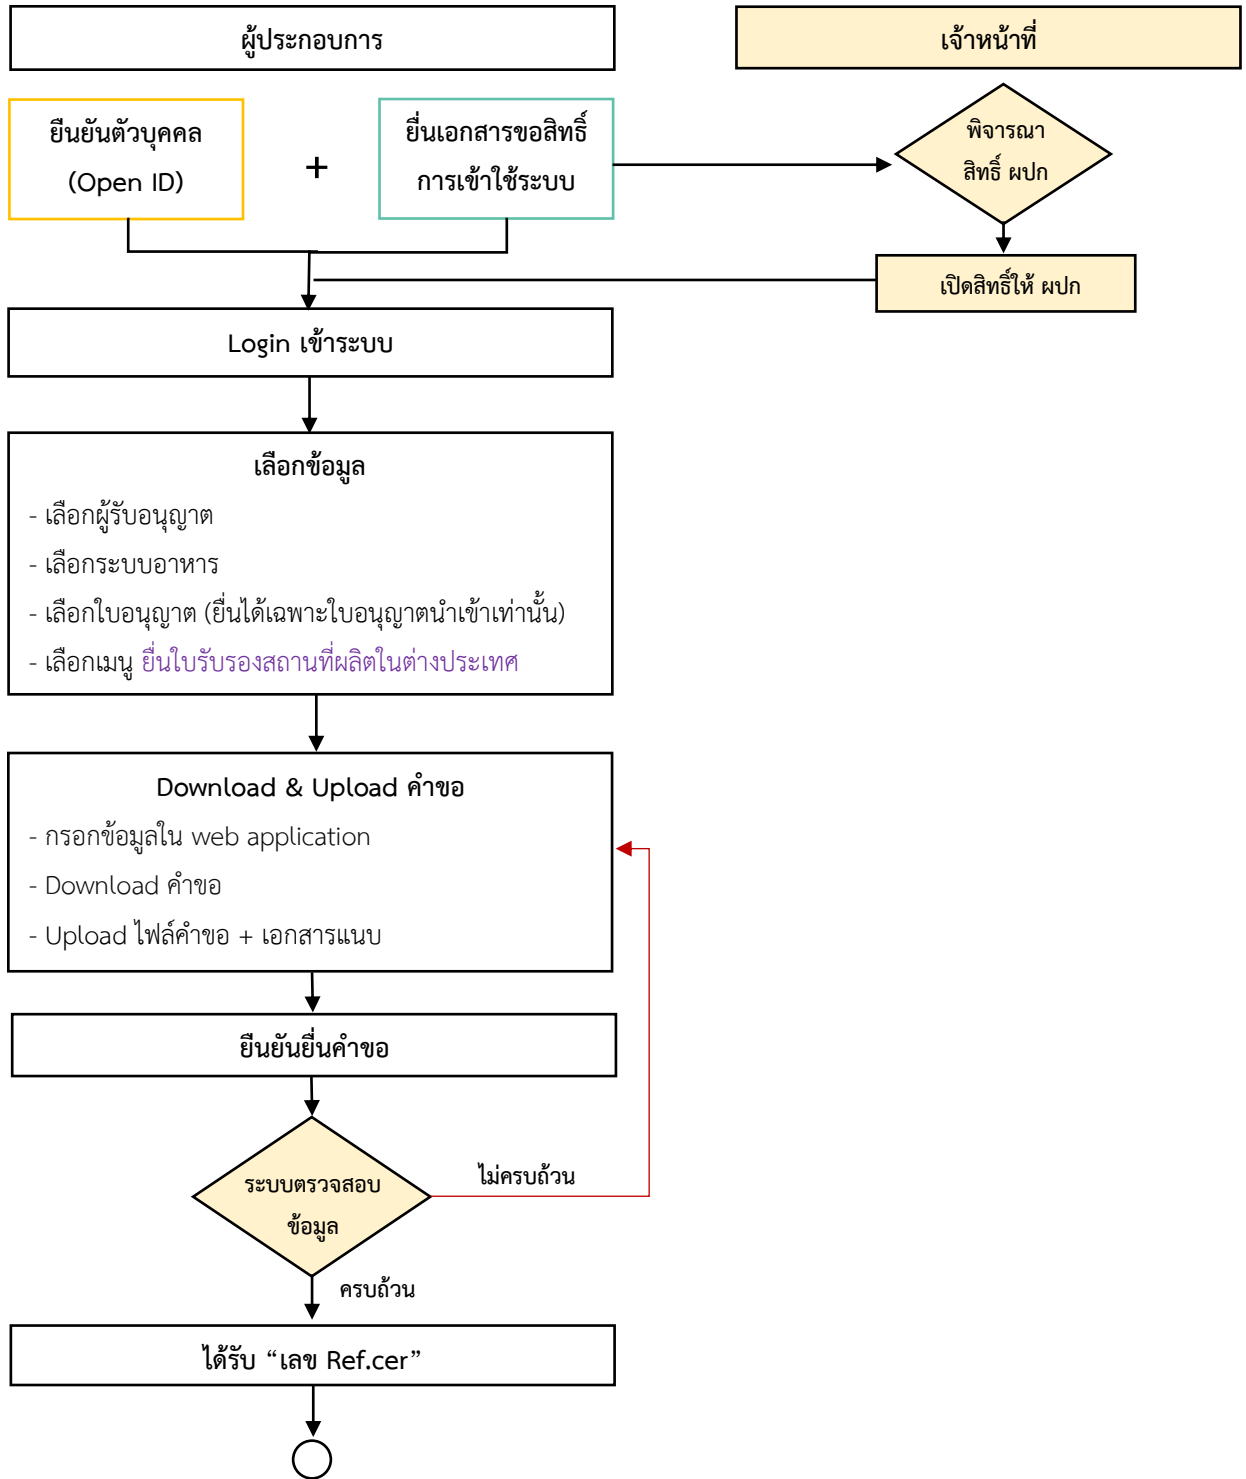 ผู้ประกอบการ
เจ้าหน้าที่
ยืนยันตัวบุคคล
(Open ID)
+
ยื่นเอกสารขอสิทธิ์
การเข้าใช้ระบบ
พิจารณา
สิทธิ์ ผปก
เปิดสิทธิ์ให้ ผปก
Login เข้าระบบ
เลือกข้อมูล
- เลือกผู้รับอนุญาต
- เลือกระบบอาหาร
- เลือกใบอนุญาต (ยื่นได้เฉพาะใบอนุญาตนำเข้าเท่านั้น)
- เลือกเมนู ยื่นใบรับรองสถานที่ผลิตในต่างประเทศ
Download & Upload คำขอ
- กรอกข้อมูลใน web application
- Download คำขอ
- Upload ไฟล์คำขอ + เอกสารแนบ
ยืนยันยื่นคำขอ
ระบบตรวจสอบ
ข้อมูล
ไม่ครบถ้วน
ครบถ้วน
ได้รับ “เลข Ref.cer”